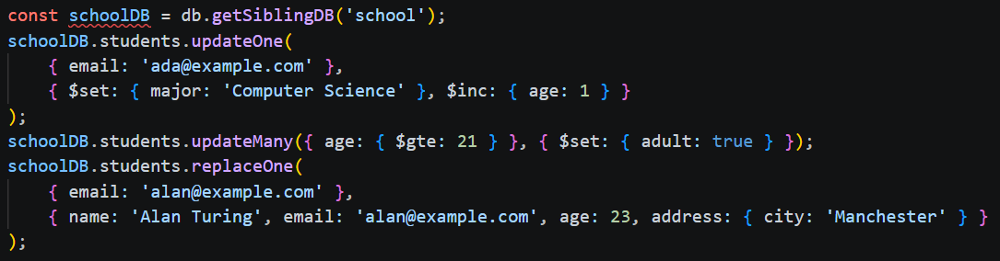 const schoolDB = db.getSiblingDB('school');
schoolDB.students.updateOne(
    { email: 'ada@example.com' },
    { $set: { major: 'Computer Science' }, $inc: { age: 1 } }
);
schoolDB.students.updateMany({ age: { $gte: 21 } }, { $set: { adult: true } });
schoolDB.students.replaceOne(
    { email: 'alan@example.com' },
    { name: 'Alan Turing', email: 'alan@example.com', age: 23, address: { city: 'Manchester' } }
);